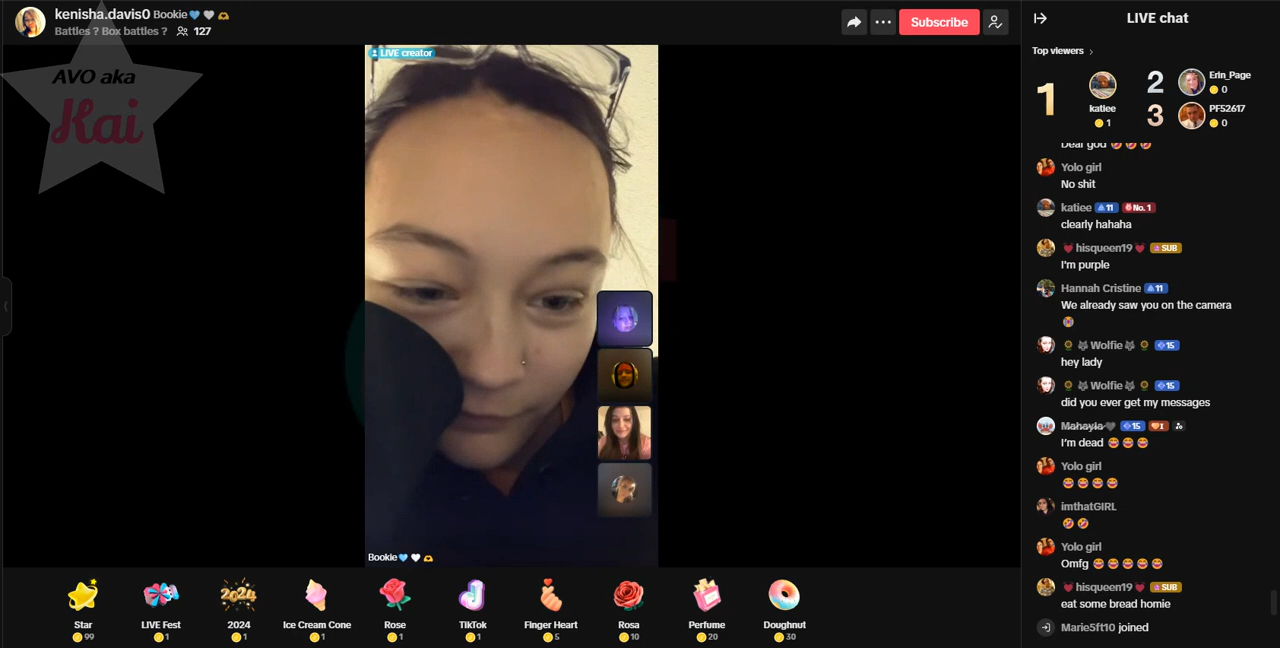 kenisha.davis0 Bookie💙🤍🫶
Battles ? Box battles ? 127
Subscribe
AVO aka
Kai
LIVE creator
Bookie💙🤍🫶
Star
99
LIVE Fest
1
2024
2024
1
Ice Cream Cone
1
Rose
1
TikTok
1
Finger Heart
5
Rosa
10
Perfume
20
Doughnut
30
LIVE chat
Top viewers
1
katiee
1
2
Erin_Page
0
3
PF52617
0
Dear god 🤣🤣🤣
Yolo girl
No shit
katiee 11 No. 1
clearly hahaha
💗hisqueen19💗 SUB
I'm purple
Hannah Cristine 11
We already saw you on the camera
😭
🌻🐺Wolfie🐺🌻 15
hey lady
🌻🐺Wolfie🐺🌻 15
did you ever get my messages
M̶a̶h̶a̶y̶l̶a̶🖤 15 I
I'm dead 😂😂😂
Yolo girl
😂😂😂😂
imthatGIRL
🤣🤣
Yolo girl
Omfg 😂😂😂😂😂
💗hisqueen19💗 SUB
eat some bread homie
Marie5ft10 joined